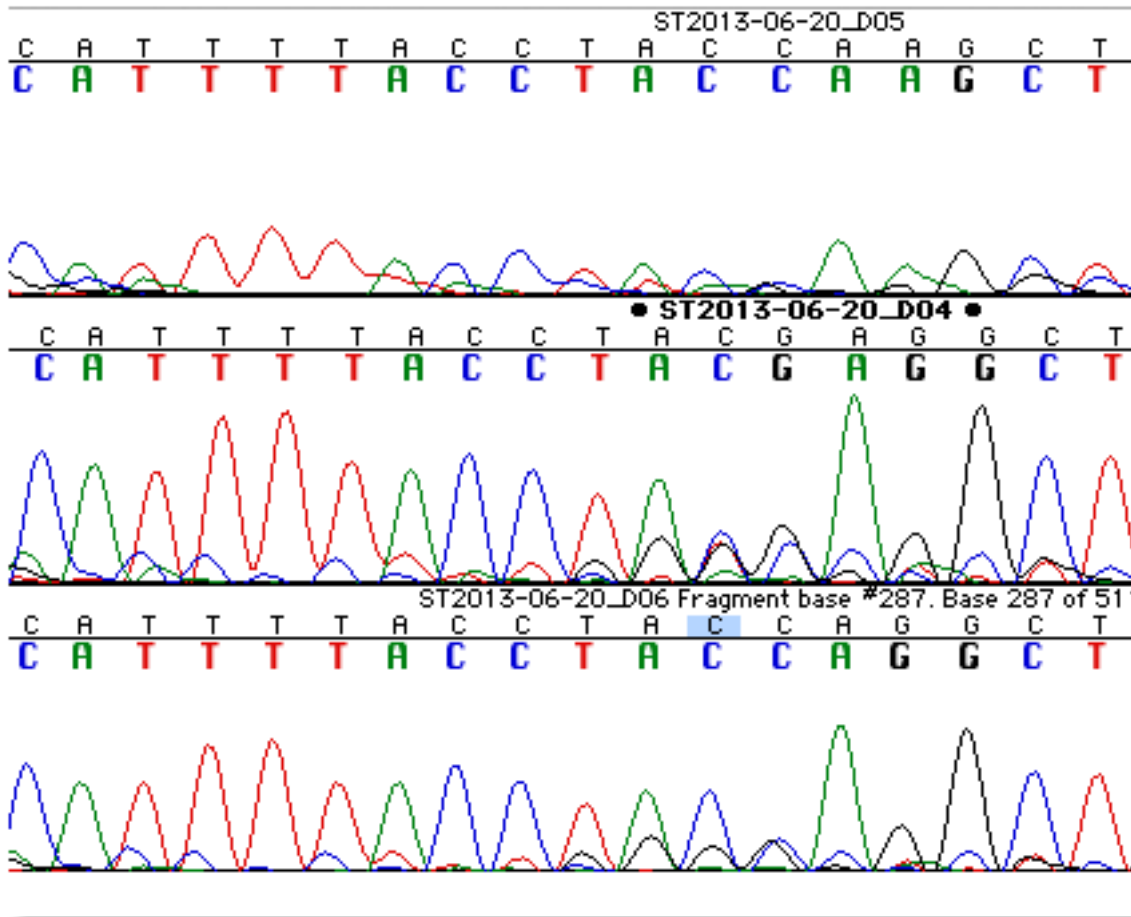 ST2013-06-20_D05
C A T T T T A C C T A C C A A G C T
C A T T T T A C C T A C C A A G C T
● ST2013-06-20_D04 ●
C A T T T T A C C T A C G A G G C T
C A T T T T A C C T A C G A G G C T
ST2013-06-20_D06 Fragment base #287. Base 287 of 51
C A T T T T A C C T A C C A G G C T
C A T T T T A C C T A C C A G G C T